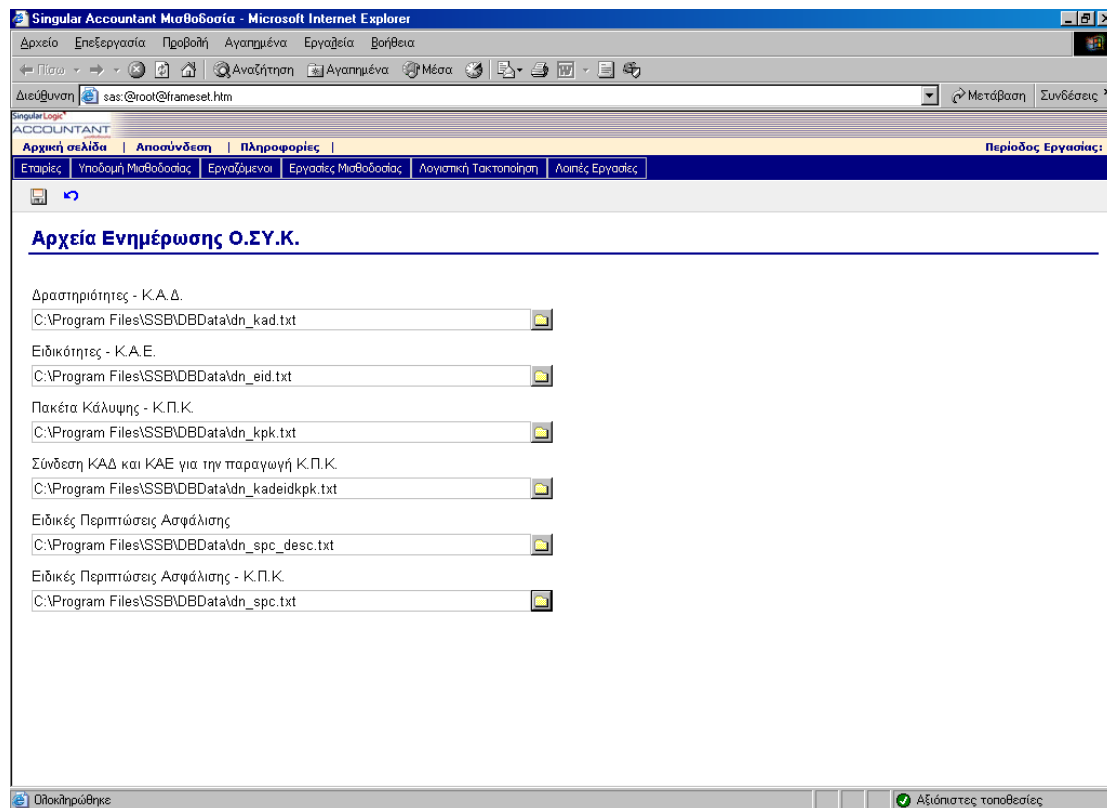 Singular Accountant Μισθοδοσία - Microsoft Internet Explorer
Αρχείο Επεξεργασία Προβολή Αγαπημένα Εργαλεία Βοήθεια
Πίσω Αναζήτηση Αγαπημένα Μέσα
Διεύθυνση sas:@root@frameset.htm Μετάβαση Συνδέσεις
SingularLogic
ACCOUNTANT
Αρχική σελίδα | Αποσύνδεση | Πληροφορίες | Περίοδος Εργασίας:
Εταιρίες Υποδομή Μισθοδοσίας Εργαζόμενοι Εργασίες Μισθοδοσίας Λογιστική Τακτοποίηση Λοιπές Εργασίες
Αρχεία Ενημέρωσης Ο.ΣΥ.Κ.
Δραστηριότητες - Κ.Α.Δ.
C:\Program Files\SSB\DBData\dn_kad.txt
Ειδικότητες - Κ.Α.Ε.
C:\Program Files\SSB\DBData\dn_eid.txt
Πακέτα Κάλυψης - Κ.Π.Κ.
C:\Program Files\SSB\DBData\dn_kpk.txt
Σύνδεση ΚΑΔ και ΚΑΕ για την παραγωγή Κ.Π.Κ.
C:\Program Files\SSB\DBData\dn_kadeidkpk.txt
Ειδικές Περιπτώσεις Ασφάλισης
C:\Program Files\SSB\DBData\dn_spc_desc.txt
Ειδικές Περιπτώσεις Ασφάλισης - Κ.Π.Κ.
C:\Program Files\SSB\DBData\dn_spc.txt
Ολοκληρώθηκε Αξιόπιστες τοποθεσίες